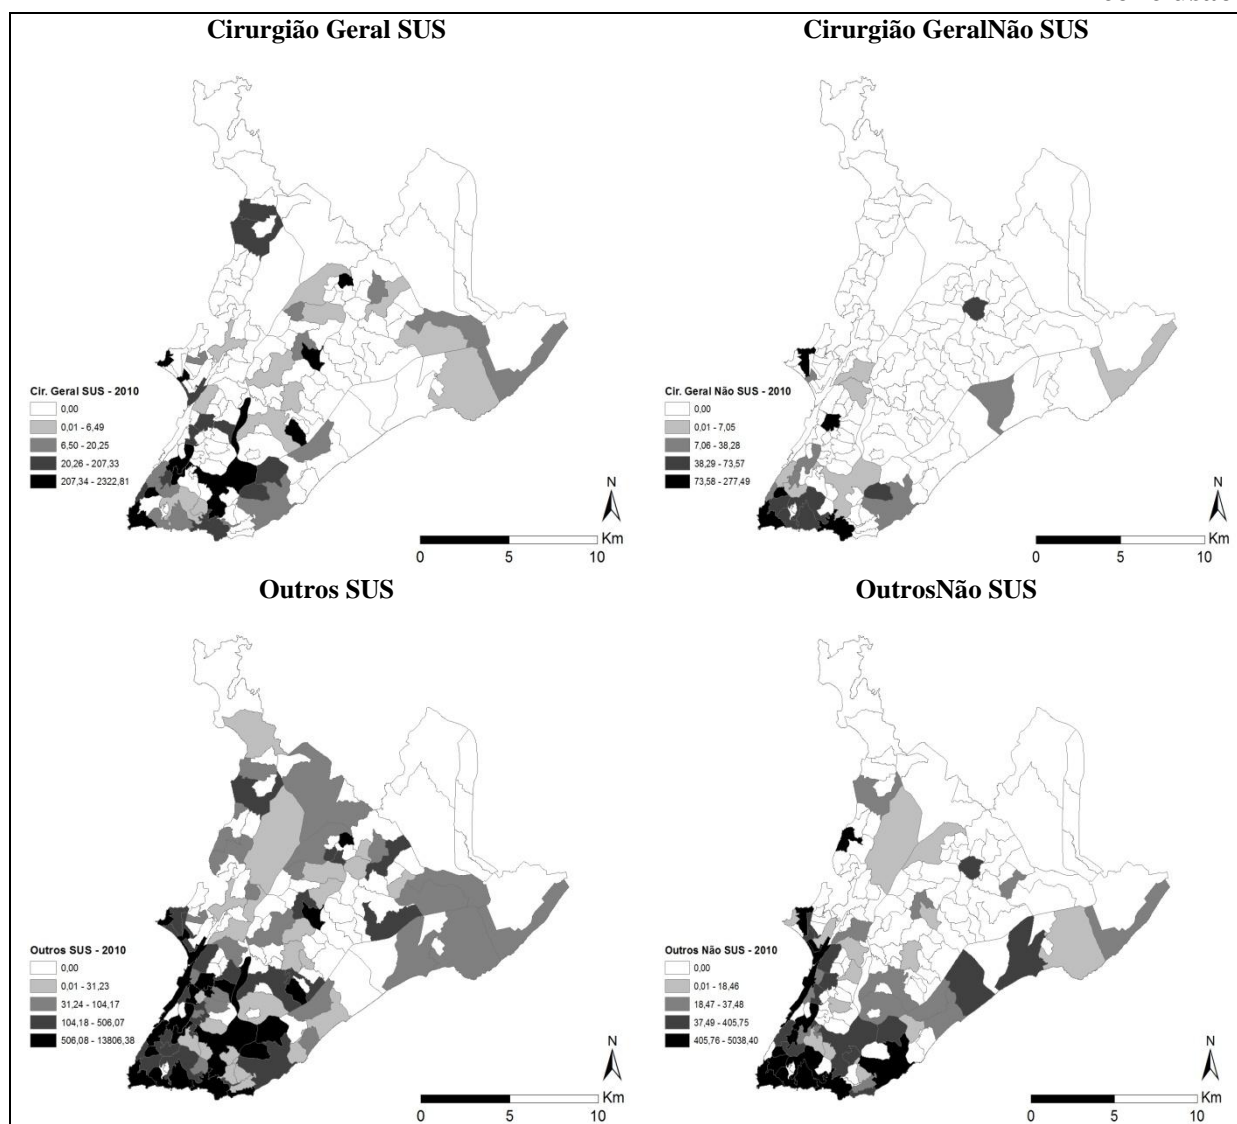 Cirurgião Geral SUS
Cir. Geral SUS - 2010
0,00
0,01 - 6,49
6,50 - 20,25
20,26 - 207,33
207,34 - 2322,81
N
Km
0 5 10
Cirurgião GeralNão SUS
Cir. Geral Não SUS - 2010
0,00
0,01 - 7,05
7,06 - 38,28
38,29 - 73,57
73,58 - 277,49
N
Km
0 5 10
Outros SUS
Outros SUS - 2010
0,00
0,01 - 31,23
31,24 - 104,17
104,18 - 506,07
506,08 - 13806,38
N
Km
0 5 10
OutrosNão SUS
Outros Não SUS - 2010
0,00
0,01 - 18,46
18,47 - 37,48
37,49 - 405,75
405,76 - 5038,40
N
Km
0 5 10